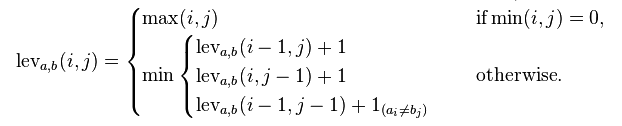 lev_{a,b}(i, j) = { max(i, j) if min(i, j) = 0,
min { lev_{a,b}(i − 1, j) + 1
lev_{a,b}(i, j − 1) + 1 otherwise.
lev_{a,b}(i − 1, j − 1) + 1_{(a_i ≠ b_j)}